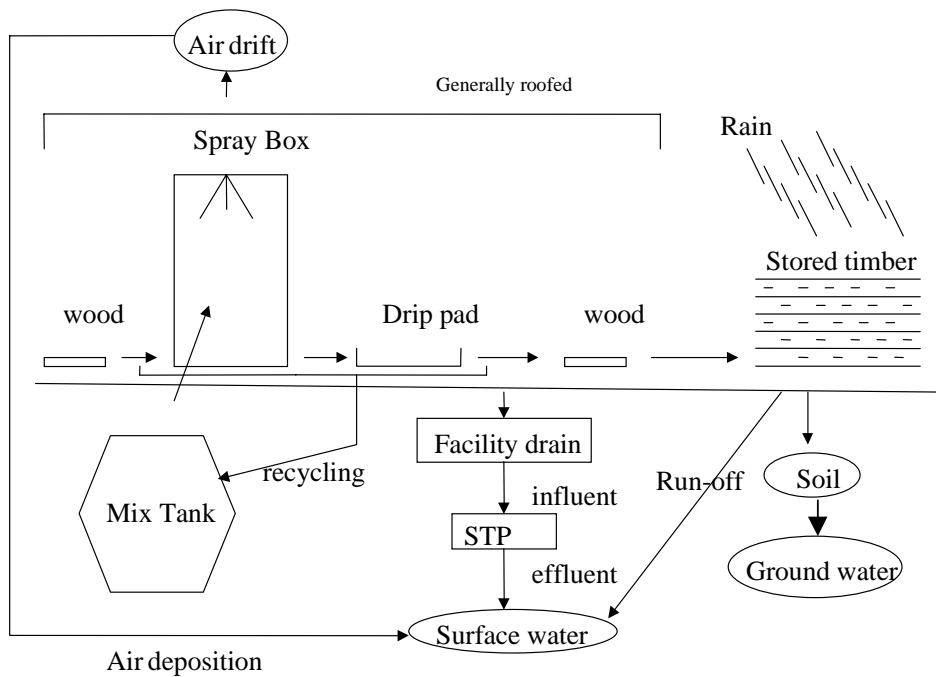 Air drift
Generally roofed
Rain
Spray Box
Stored timber
wood
Drip pad
wood
Facility drain
recycling
Run-off
Soil
influent
Mix Tank
STP
Ground water
effluent
Surface water
Air deposition